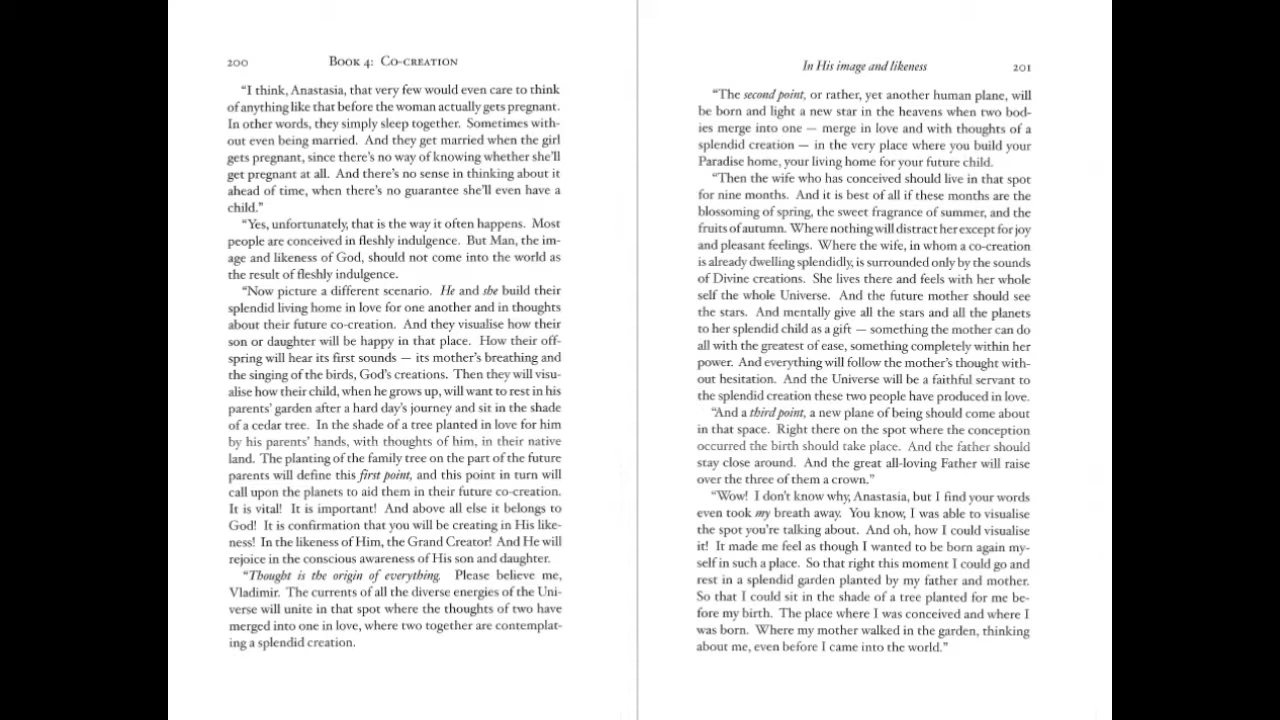 200 BOOK 4: CO-CREATION
“I think, Anastasia, that very few would even care to think
of anything like that before the woman actually gets pregnant.
In other words, they simply sleep together. Sometimes with-
out even being married. And they get married when the girl
gets pregnant, since there’s no way of knowing whether she’ll
get pregnant at all. And there’s no sense in thinking about it
ahead of time, when there’s no guarantee she’ll even have a
child.”
“Yes, unfortunately, that is the way it often happens. Most
people are conceived in fleshly indulgence. But Man, the im-
age and likeness of God, should not come into the world as
the result of fleshly indulgence.
“Now picture a different scenario. He and she build their
splendid living home in love for one another and in thoughts
about their future co-creation. And they visualise how their
son or daughter will be happy in that place. How their off-
spring will hear its first sounds — its mother’s breathing and
the singing of the birds, God’s creations. Then they will visu-
alise how their child, when he grows up, will want to rest in his
parents’ garden after a hard day’s journey and sit in the shade
of a cedar tree. In the shade of a tree planted in love for him
by his parents’ hands, with thoughts of him, in their native
land. The planting of the family tree on the part of the future
parents will define this first point, and this point in turn will
call upon the planets to aid them in their future co-creation.
It is vital! It is important! And above all else it belongs to
God! It is confirmation that you will be creating in His like-
ness! In the likeness of Him, the Grand Creator! And He will
rejoice in the conscious awareness of His son and daughter.
“Thought is the origin of everything. Please believe me,
Vladimir. The currents of all the diverse energies of the Uni-
verse will unite in that spot where the thoughts of two have
merged into one in love, where two together are contemplat-
ing a splendid creation.
In His image and likeness 201
“The second point, or rather, yet another human plane, will
be born and light a new star in the heavens when two bod-
ies merge into one — merge in love and with thoughts of a
splendid creation — in the very place where you build your
Paradise home, your living home for your future child.
“Then the wife who has conceived should live in that spot
for nine months. And it is best of all if these months are the
blossoming of spring, the sweet fragrance of summer, and the
fruits of autumn. Where nothing will distract her except for joy
and pleasant feelings. Where the wife, in whom a co-creation
is already dwelling splendidly, is surrounded only by the sounds
of Divine creations. She lives there and feels with her whole
self the whole Universe. And the future mother should see
the stars. And mentally give all the stars and all the planets
to her splendid child as a gift — something the mother can do
all with the greatest of ease, something completely within her
power. And everything will follow the mother’s thought with-
out hesitation. And the Universe will be a faithful servant to
the splendid creation these two people have produced in love.
“And a third point, a new plane of being should come about
in that space. Right there on the spot where the conception
occurred the birth should take place. And the father should
stay close around. And the great all-loving Father will raise
over the three of them a crown.”
“Wow! I don’t know why, Anastasia, but I find your words
even took my breath away. You know, I was able to visualise
the spot you’re talking about. And oh, how I could visualise
it! It made me feel as though I wanted to be born again my-
self in such a place. So that right this moment I could go and
rest in a splendid garden planted by my father and mother.
So that I could sit in the shade of a tree planted for me be-
fore my birth. The place where I was conceived and where I
was born. Where my mother walked in the garden, thinking
about me, even before I came into the world.”